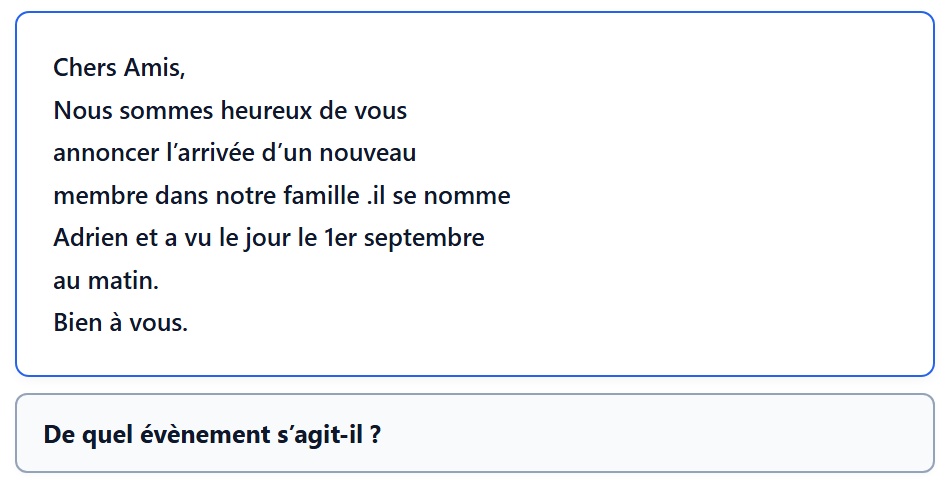 Chers Amis,
Nous sommes heureux de vous
annoncer l’arrivée d’un nouveau
membre dans notre famille .il se nomme
Adrien et a vu le jour le 1er septembre
au matin.
Bien à vous.
De quel évènement s’agit-il ?